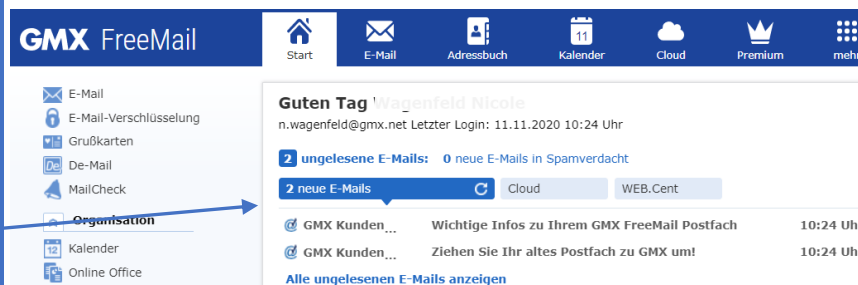 GMX FreeMail
Start
E-Mail
Adressbuch
11
Kalender
Cloud
Premium
mehr
E-Mail
E-Mail-Verschlüsselung
Grußkarten
De De-Mail
MailCheck
Organisation
12 Kalender
Online Office
Guten Tag Wagenfeld Nicole
n.wagenfeld@gmx.net Letzter Login: 11.11.2020 10:24 Uhr
2 ungelesene E-Mails: 0 neue E-Mails in Spamverdacht
2 neue E-Mails
Cloud
WEB.Cent
GMX Kunden... Wichtige Infos zu Ihrem GMX FreeMail Postfach 10:24 Uh
GMX Kunden... Ziehen Sie Ihr altes Postfach zu GMX um! 10:24 Uh
Alle ungelesenen E-Mails anzeigen